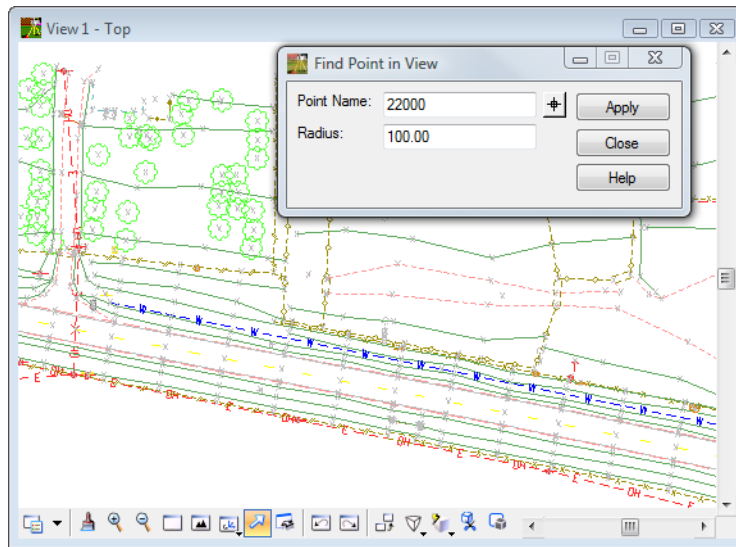 View 1 - Top
Find Point in View
Point Name: 22000
Apply
Radius: 100.00
Close
Help
W W W W W W W W W W